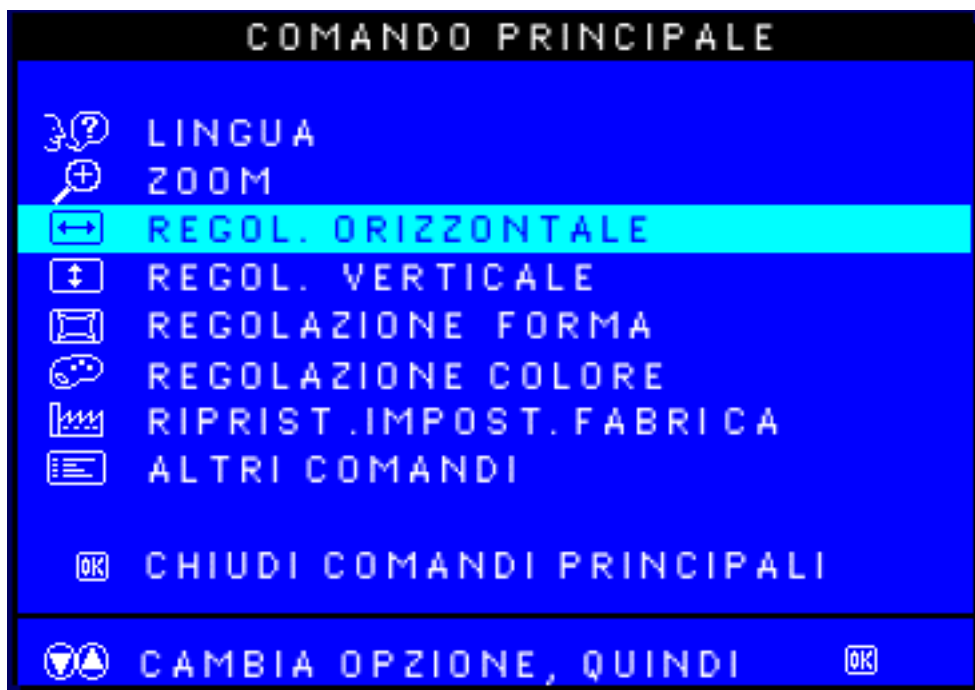 COMANDO PRINCIPALE
LINGUA
ZOOM
REGOL. ORIZZONTALE
REGOL. VERTICALE
REGOLAZIONE FORMA
REGOLAZIONE COLORE
RIPRIST.IMPOST.FABRICA
ALTRI COMANDI
OK CHIUDI COMANDI PRINCIPALI
CAMBIA OPZIONE, QUINDI OK